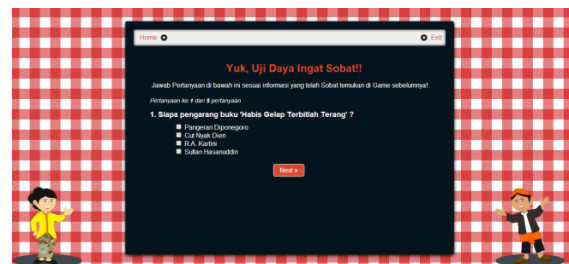 Home
Exit
Yuk, Uji Daya Ingat Sobat!!
Jawab Pertanyaan di bawah ini sesuai informasi yang telah Sobat temukan di Game sebelumnya!
Pertanyaan ke 1 dari 5 pertanyaan
1. Siapa pengarang buku 'Habis Gelap Terbitlah Terang' ?
Pangeran Diponegoro
Cut Nyak Dien
R.A. Kartini
Sultan Hasanuddin
Next »